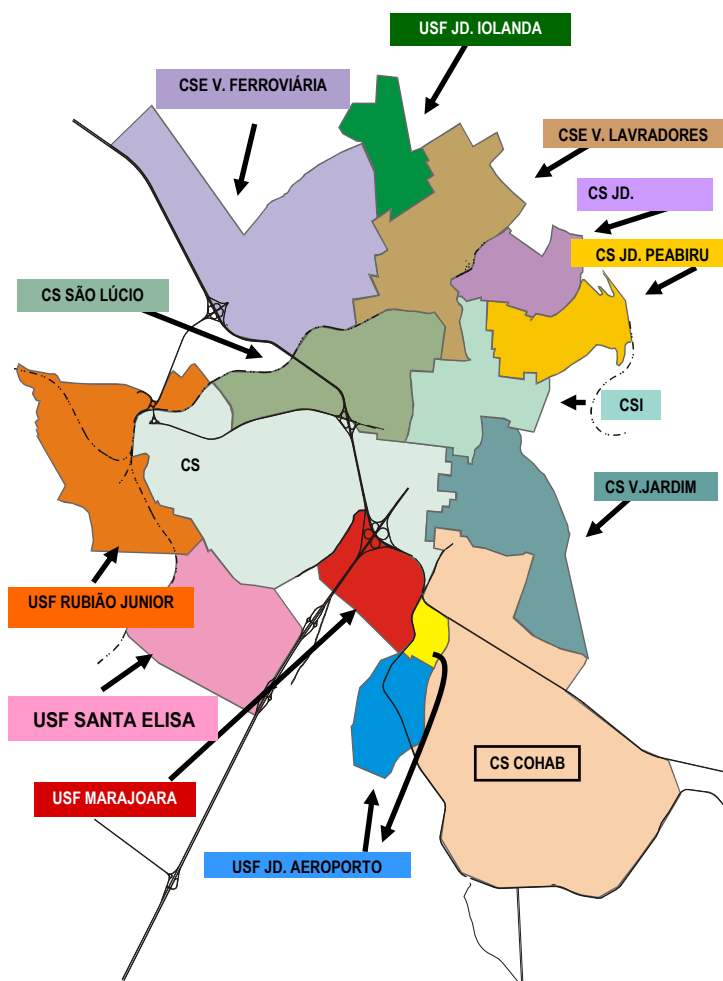 USF JD. IOLANDA
CSE V. FERROVIÁRIA
CSE V. LAVRADORES
CS JD.
CS JD. PEABIRU
CS SÃO LÚCIO
CSI
CS
CS V.JARDIM
USF RUBIÃO JUNIOR
USF SANTA ELISA
CS COHAB
USF MARAJOARA
USF JD. AEROPORTO